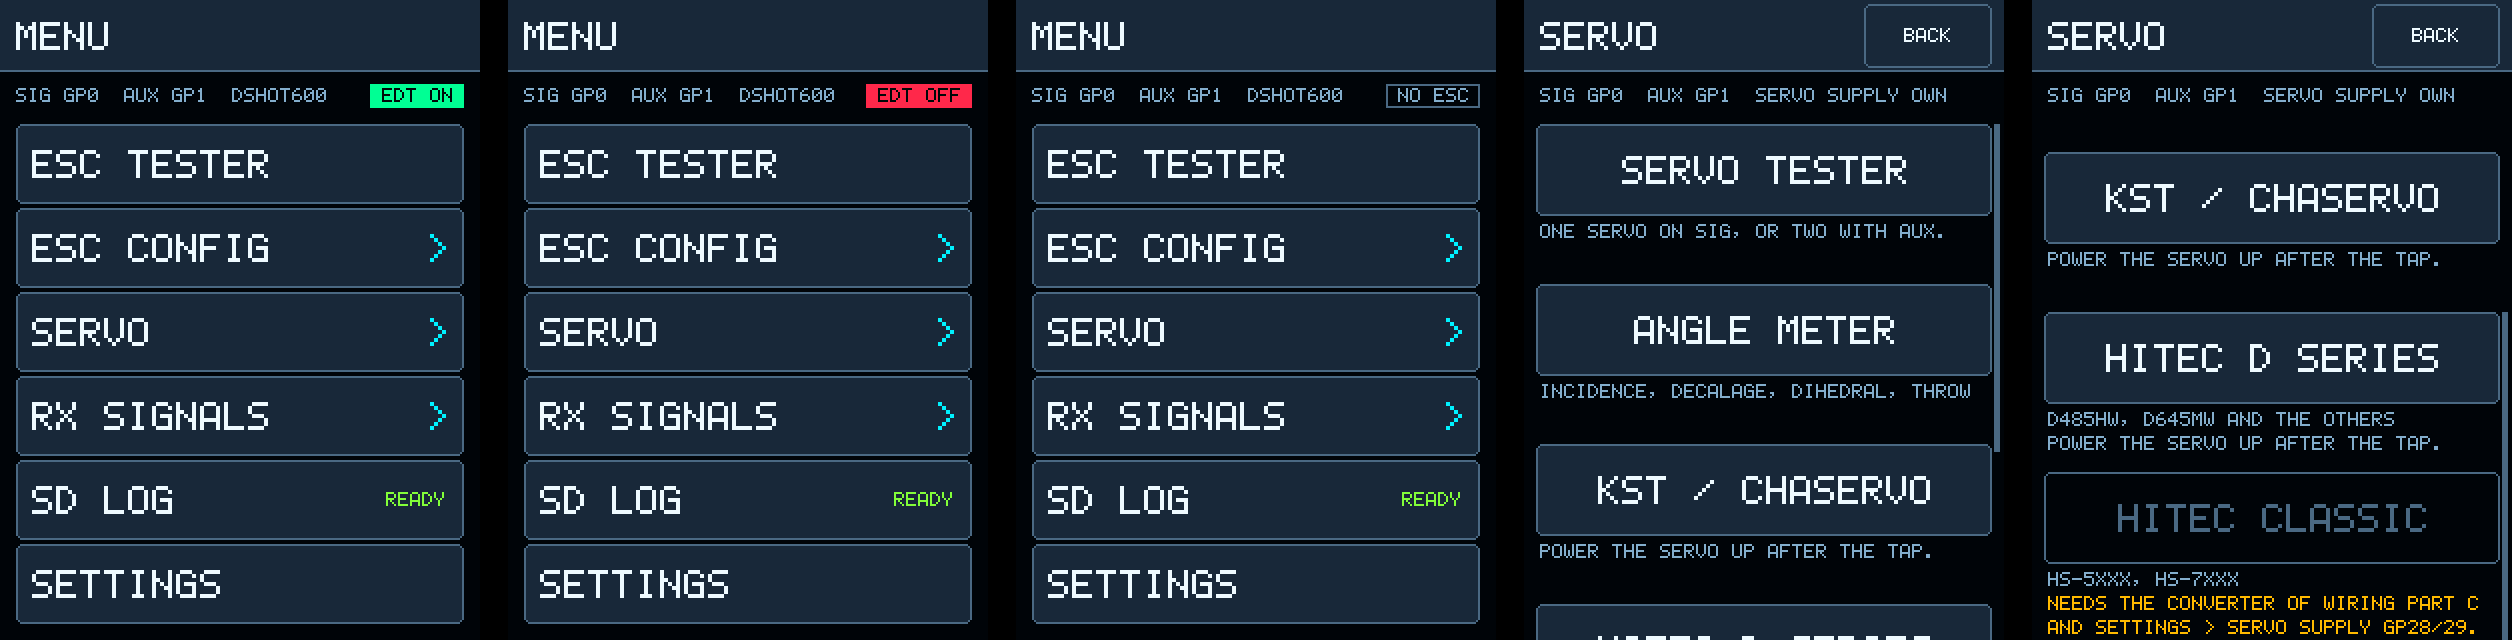 MENU
SIG GP0 AUX GP1 DSHOT600 EDT ON
ESC TESTER
ESC CONFIG >
SERVO >
RX SIGNALS >
SD LOG READY
SETTINGS
MENU
SIG GP0 AUX GP1 DSHOT600 EDT OFF
ESC TESTER
ESC CONFIG >
SERVO >
RX SIGNALS >
SD LOG READY
SETTINGS
MENU
SIG GP0 AUX GP1 DSHOT600 NO ESC
ESC TESTER
ESC CONFIG >
SERVO >
RX SIGNALS >
SD LOG READY
SETTINGS
SERVO BACK
SIG GP0 AUX GP1 SERVO SUPPLY OWN
SERVO TESTER
ONE SERVO ON SIG, OR TWO WITH AUX.
ANGLE METER
INCIDENCE, DECALAGE, DIHEDRAL, THROW
KST / CHASERVO
POWER THE SERVO UP AFTER THE TAP.
SERVO BACK
SIG GP0 AUX GP1 SERVO SUPPLY OWN
KST / CHASERVO
POWER THE SERVO UP AFTER THE TAP.
HITEC D SERIES
D485HW, D645MW AND THE OTHERS
POWER THE SERVO UP AFTER THE TAP.
HITEC CLASSIC
HS-5XXX, HS-7XXX
NEEDS THE CONVERTER OF WIRING PART C
AND SETTINGS > SERVO SUPPLY GP28/29.